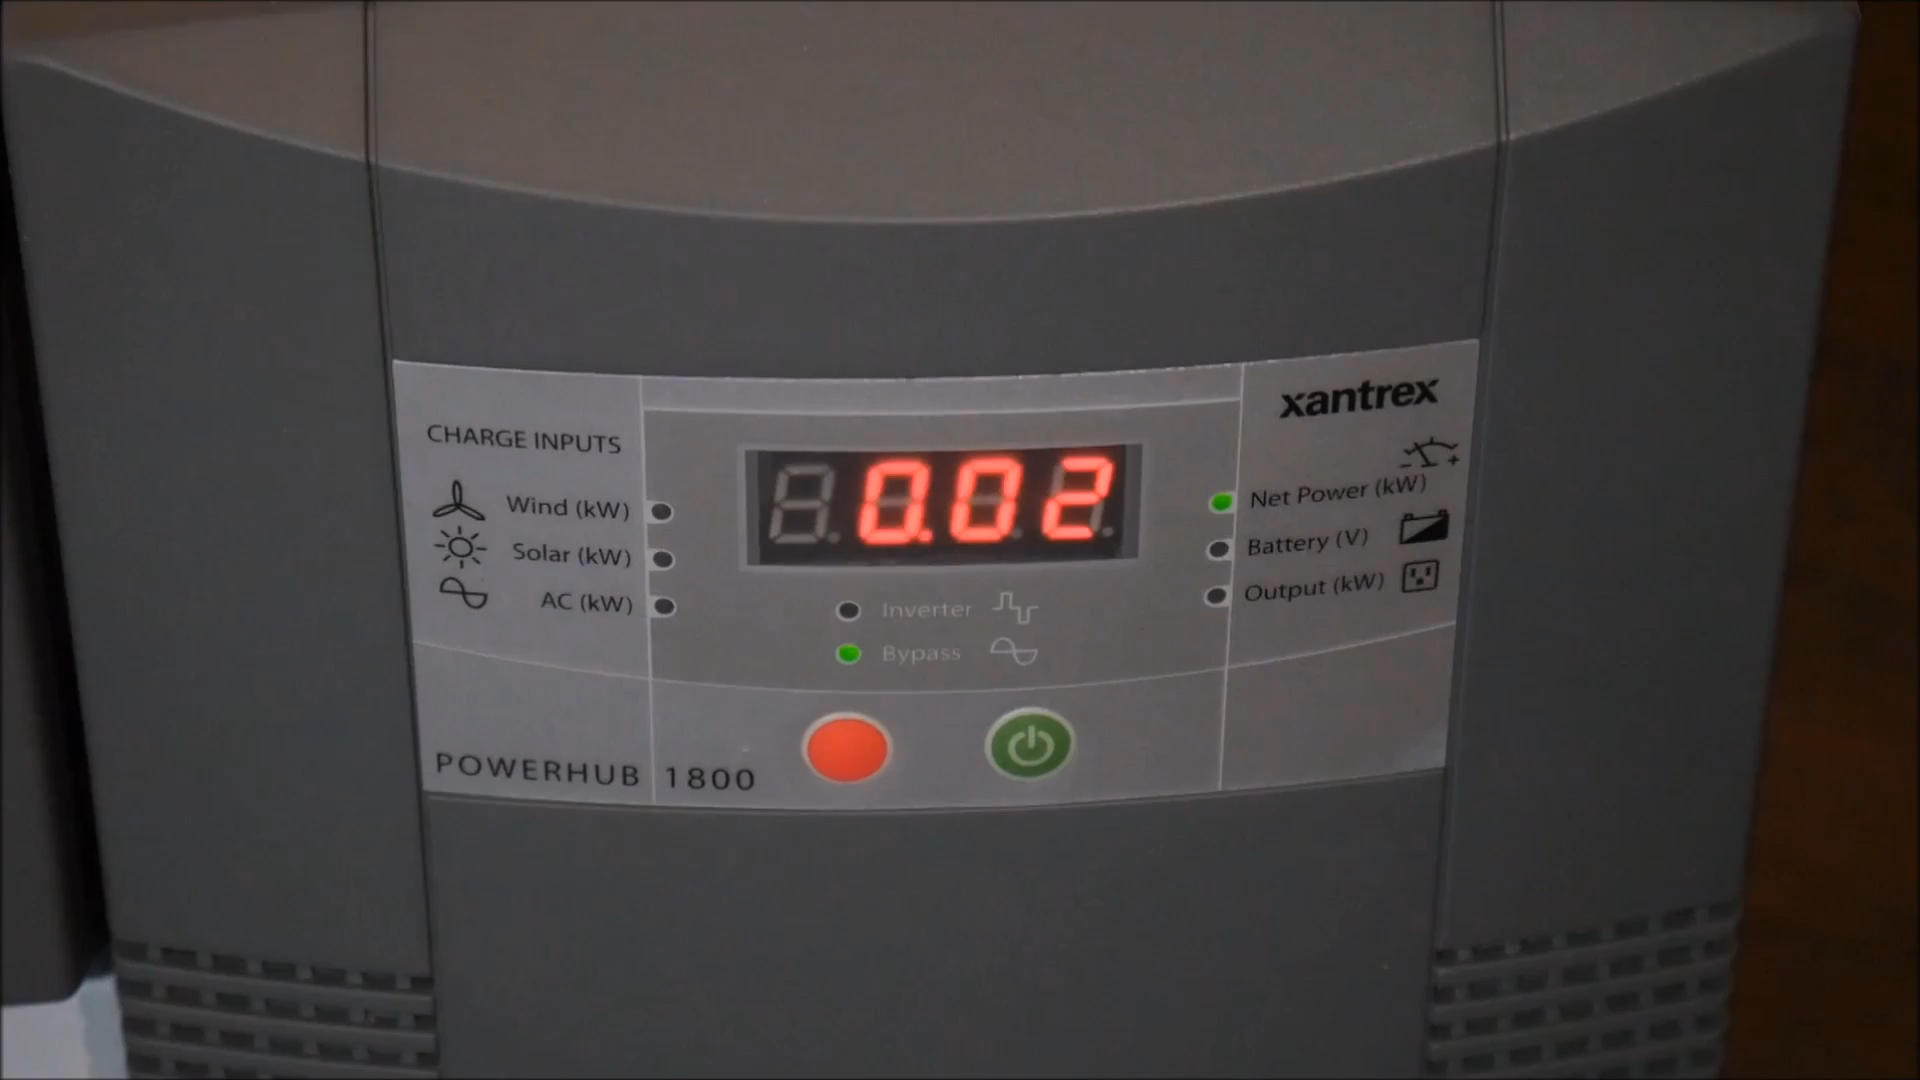 CHARGE INPUTS
Wind (kW)
Solar (kW)
AC (kW)
0.02
Inverter
Bypass
xantrex
Net Power (kW)
Battery (V)
Output (kW)
POWERHUB 1800